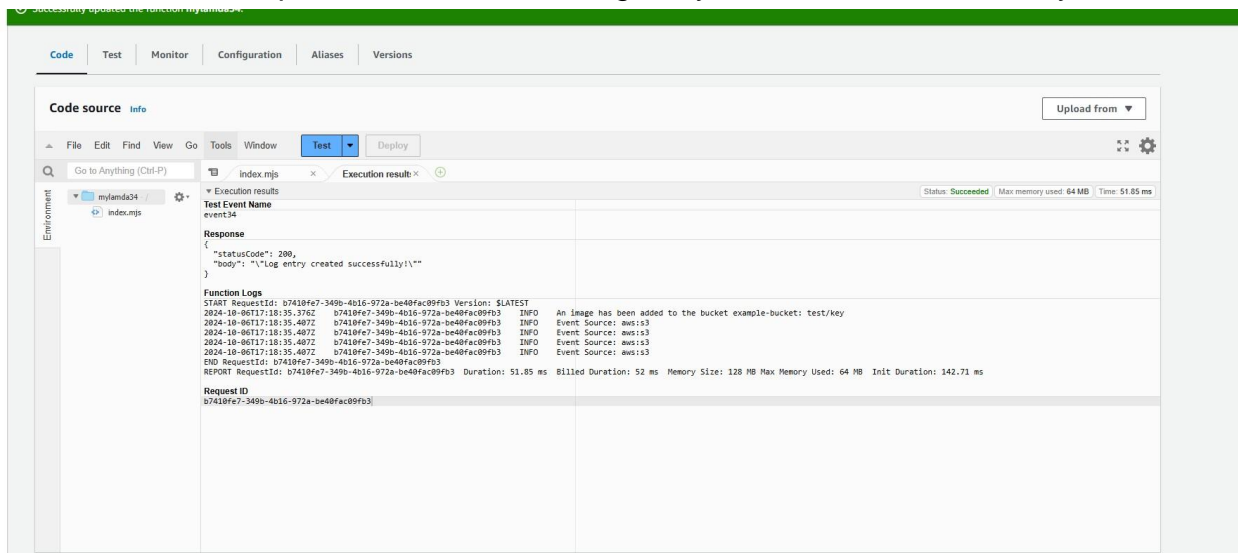 Successfully updated the function mylamda34.
Code Test Monitor Configuration Aliases Versions
Code source Info
Upload from
File Edit Find View Go Tools Window Test Deploy
Go to Anything (Ctrl-P)
index.mjs × Execution results ×
Environment
mylamda34 - /
index.mjs
Execution results
Status: Succeeded Max memory used: 64 MB Time: 51.85 ms
Test Event Name
event34
Response
{
"statusCode": 200,
"body": "\"Log entry created successfully!\""
}
Function Logs
START RequestId: b7410fe7-349b-4b16-972a-be40fac09fb3 Version: $LATEST
2024-10-06T17:18:35.376Z b7410fe7-349b-4b16-972a-be40fac09fb3 INFO An image has been added to the bucket example-bucket: test/key
2024-10-06T17:18:35.407Z b7410fe7-349b-4b16-972a-be40fac09fb3 INFO Event Source: aws:s3
2024-10-06T17:18:35.407Z b7410fe7-349b-4b16-972a-be40fac09fb3 INFO Event Source: aws:s3
2024-10-06T17:18:35.407Z b7410fe7-349b-4b16-972a-be40fac09fb3 INFO Event Source: aws:s3
2024-10-06T17:18:35.407Z b7410fe7-349b-4b16-972a-be40fac09fb3 INFO Event Source: aws:s3
END RequestId: b7410fe7-349b-4b16-972a-be40fac09fb3
REPORT RequestId: b7410fe7-349b-4b16-972a-be40fac09fb3 Duration: 51.85 ms Billed Duration: 52 ms Memory Size: 128 MB Max Memory Used: 64 MB Init Duration: 142.71 ms
Request ID
b7410fe7-349b-4b16-972a-be40fac09fb3